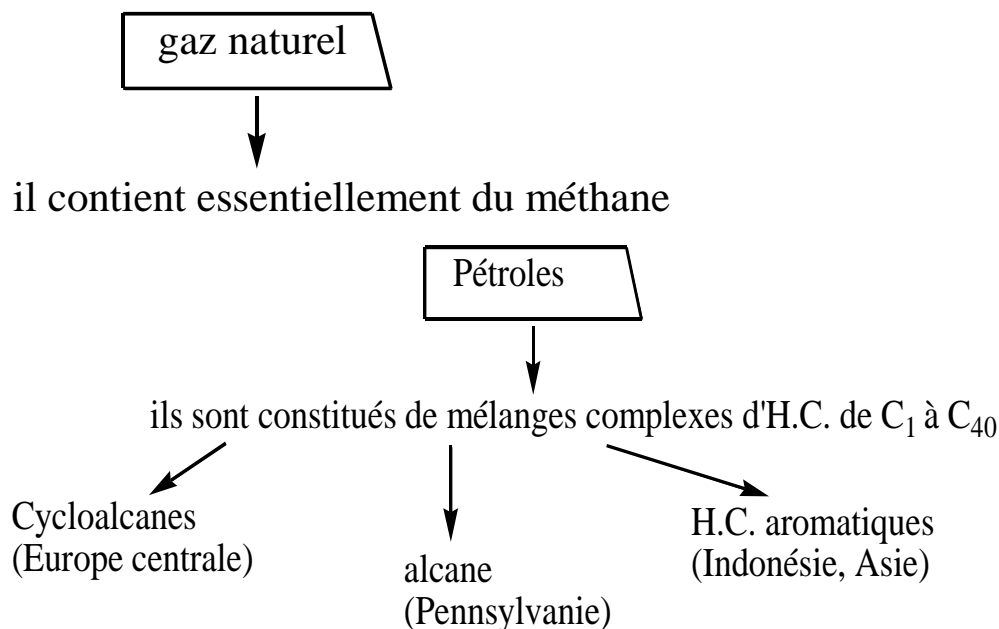 gaz naturel
il contient essentiellement du méthane
Pétroles
ils sont constitués de mélanges complexes d'H.C. de C₁ à C₄₀
Cycloalcanes
(Europe centrale)
alcane
(Pennsylvanie)
H.C. aromatiques
(Indonésie, Asie)